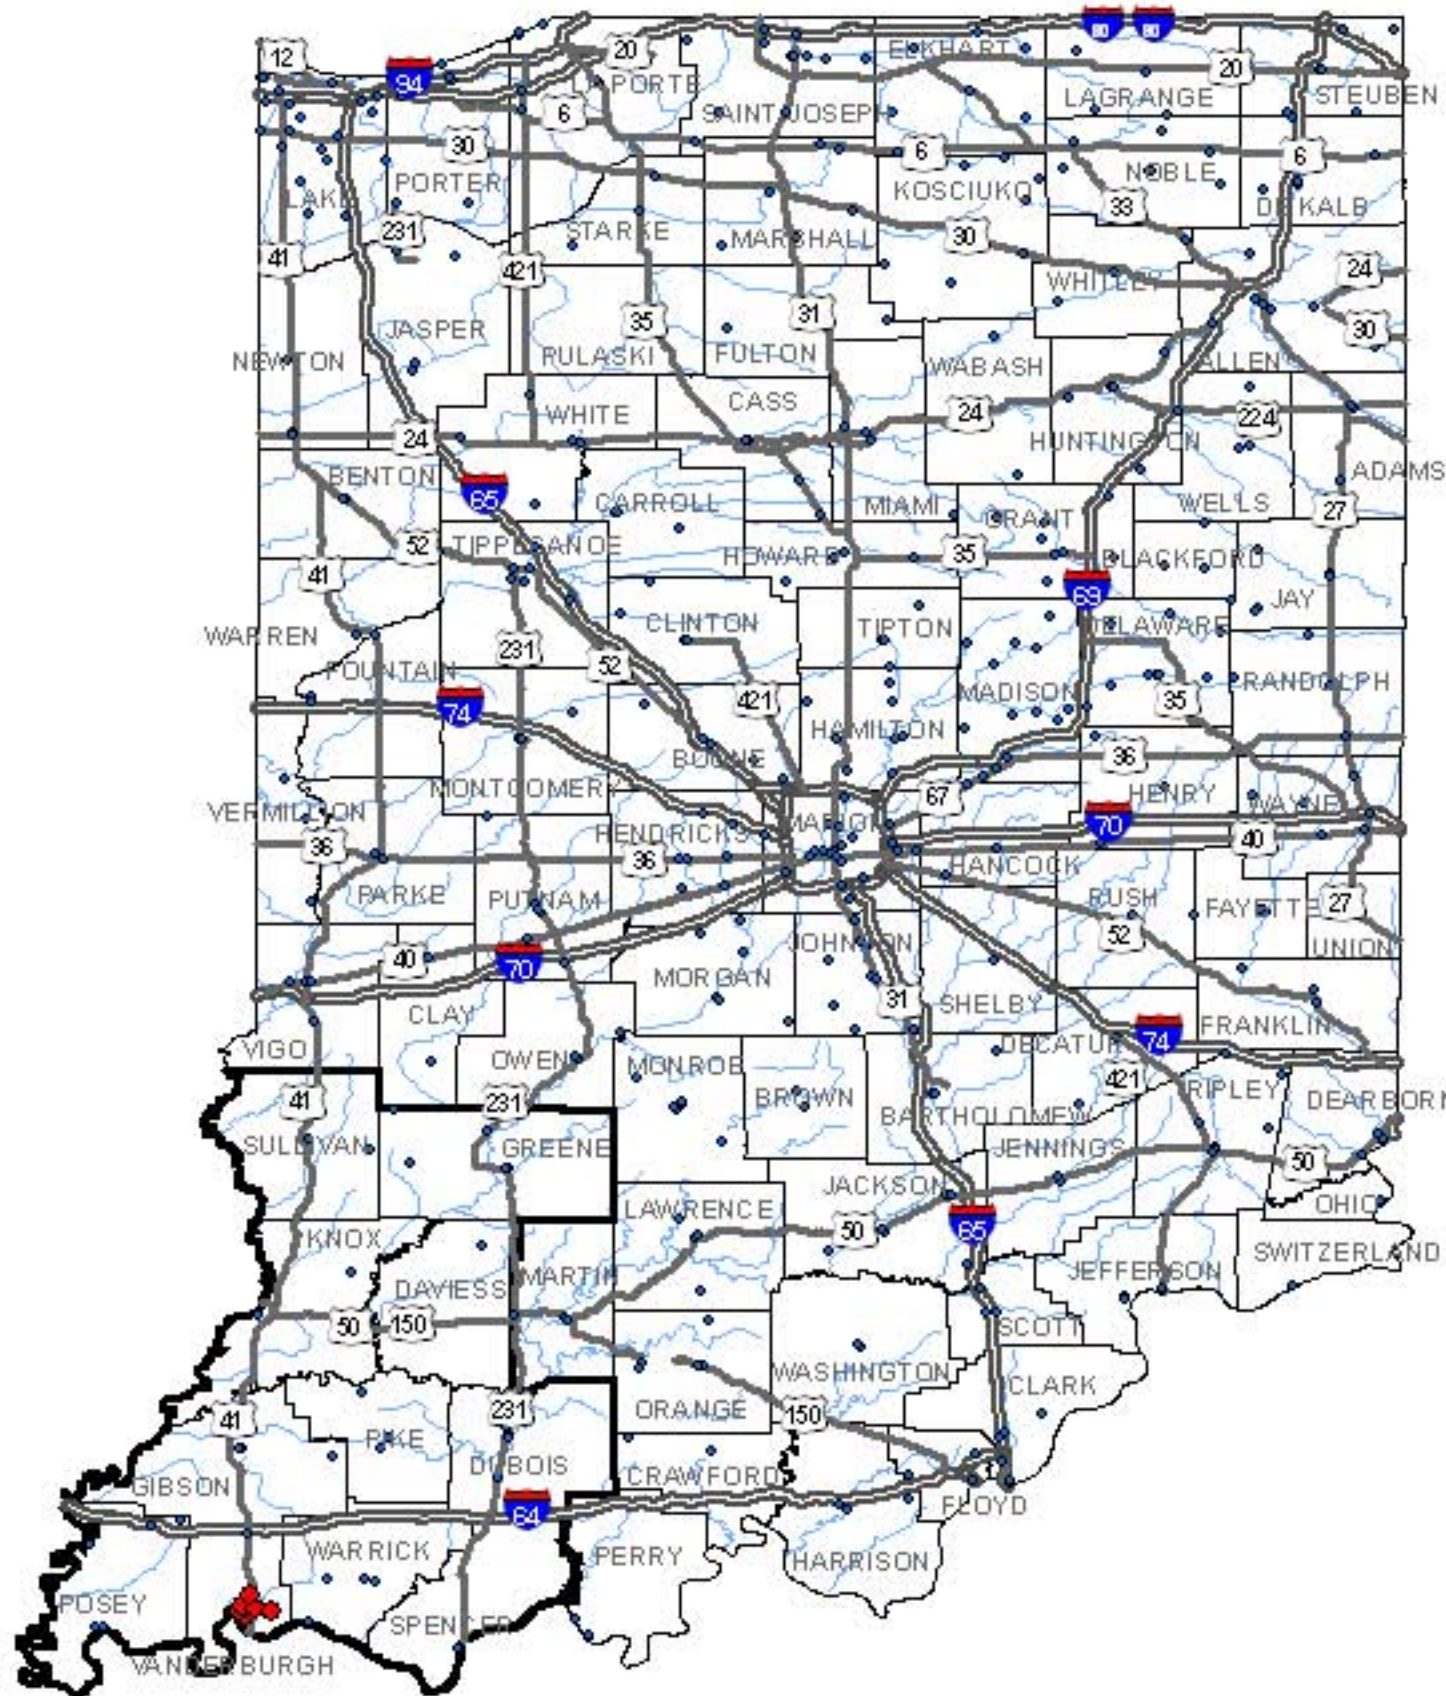 80 80
12
20
ELKHART
94
LA PORTE
20
LAGRANGE
STEUBEN
6
SAINT JOSEPH
30
6
6
PORTER
KOSCIUKO
NOBLE
LAKE
33
DE KALB
231
STARKE
MARSHALL
30
41
421
24
WHITLEY
35
31
30
JASPER
NEWTON
PULASKI
FULTON
WABASH
ALLEN
WHITE
CASS
24
224
24
HUNTINGTON
BENTON
ADAMS
65
CARROLL
MIAMI
WELLS
GRANT
27
52
TIPPECANOE
HOWARD
35
BLACKFORD
41
69
JAY
CLINTON
TIPTON
DELAWARE
WARREN
231
52
FOUNTAIN
RANDOLPH
MADISON
421
35
74
HAMILTON
BOONE
36
MONTGOMERY
67
HENRY
WAYNE
VERMILLION
HENDRICKS
MARION
70
40
36
36
HANCOCK
PARKE
PUTNAM
RUSH
FAYETTE
27
52
JOHNSON
UNION
40
70
MORGAN
31
SHELBY
CLAY
FRANKLIN
VIGO
74
OWEN
DECATUR
MONROE
421
RIPLEY
41
231
BROWN
DEARBORN
BARTHOLOMEW
SULLIVAN
GREENE
JENNINGS
50
JACKSON
OHIO
LAWRENCE
65
50
KNOX
SWITZERLAND
MARTIN
JEFFERSON
DAVIESS
50
150
SCOTT
WASHINGTON
CLARK
231
ORANGE
150
41
PIKE
DUBOIS
CRAWFORD
GIBSON
64
FLOYD
WARRICK
PERRY
HARRISON
POSEY
SPENCER
VANDERBURGH